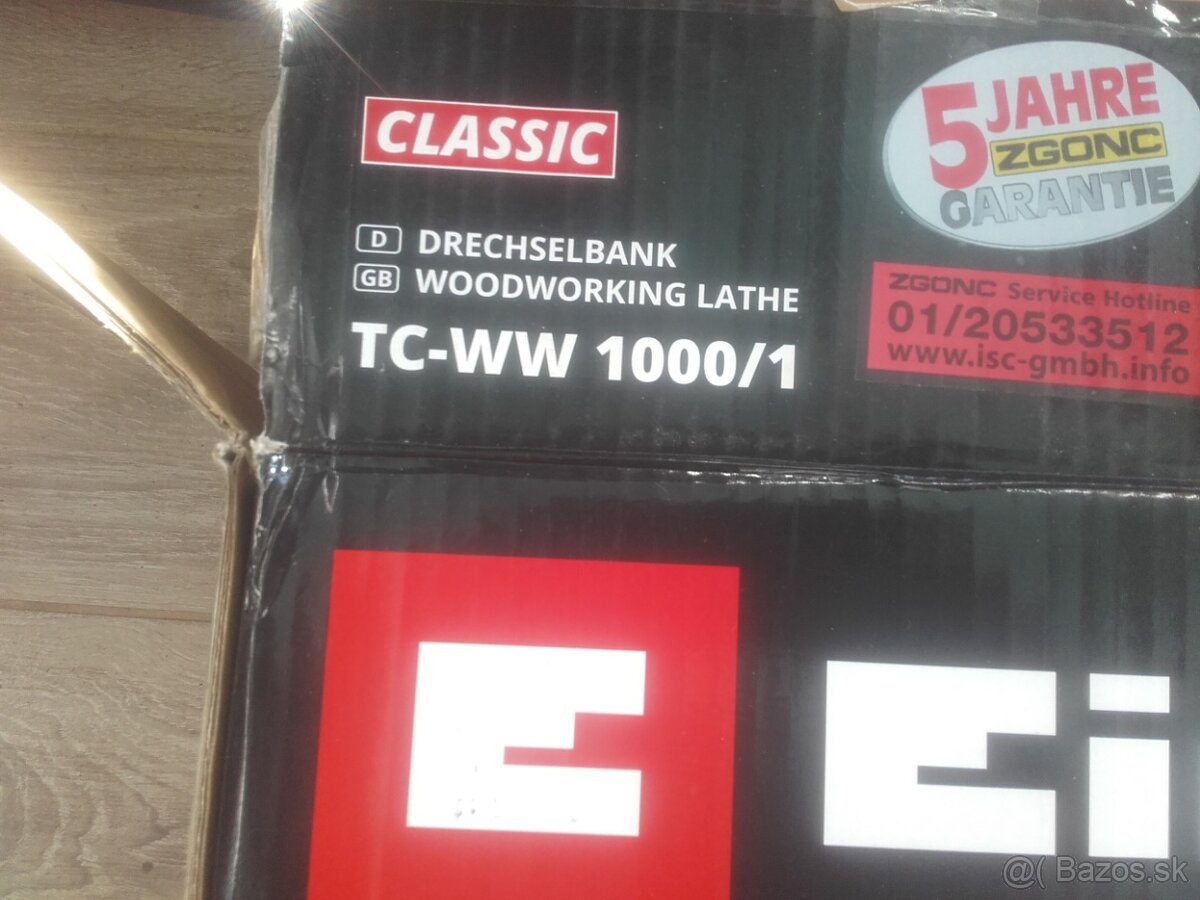 CLASSIC
D DRECHSELBANK
GB WOODWORKING LATHE
TC-WW 1000/1
5 JAHRE
ZGONC
GARANTIE
ZGONC Service Hotline
01/20533512
www.isc-gmbh.info
E Ei
@( Bazos.sk